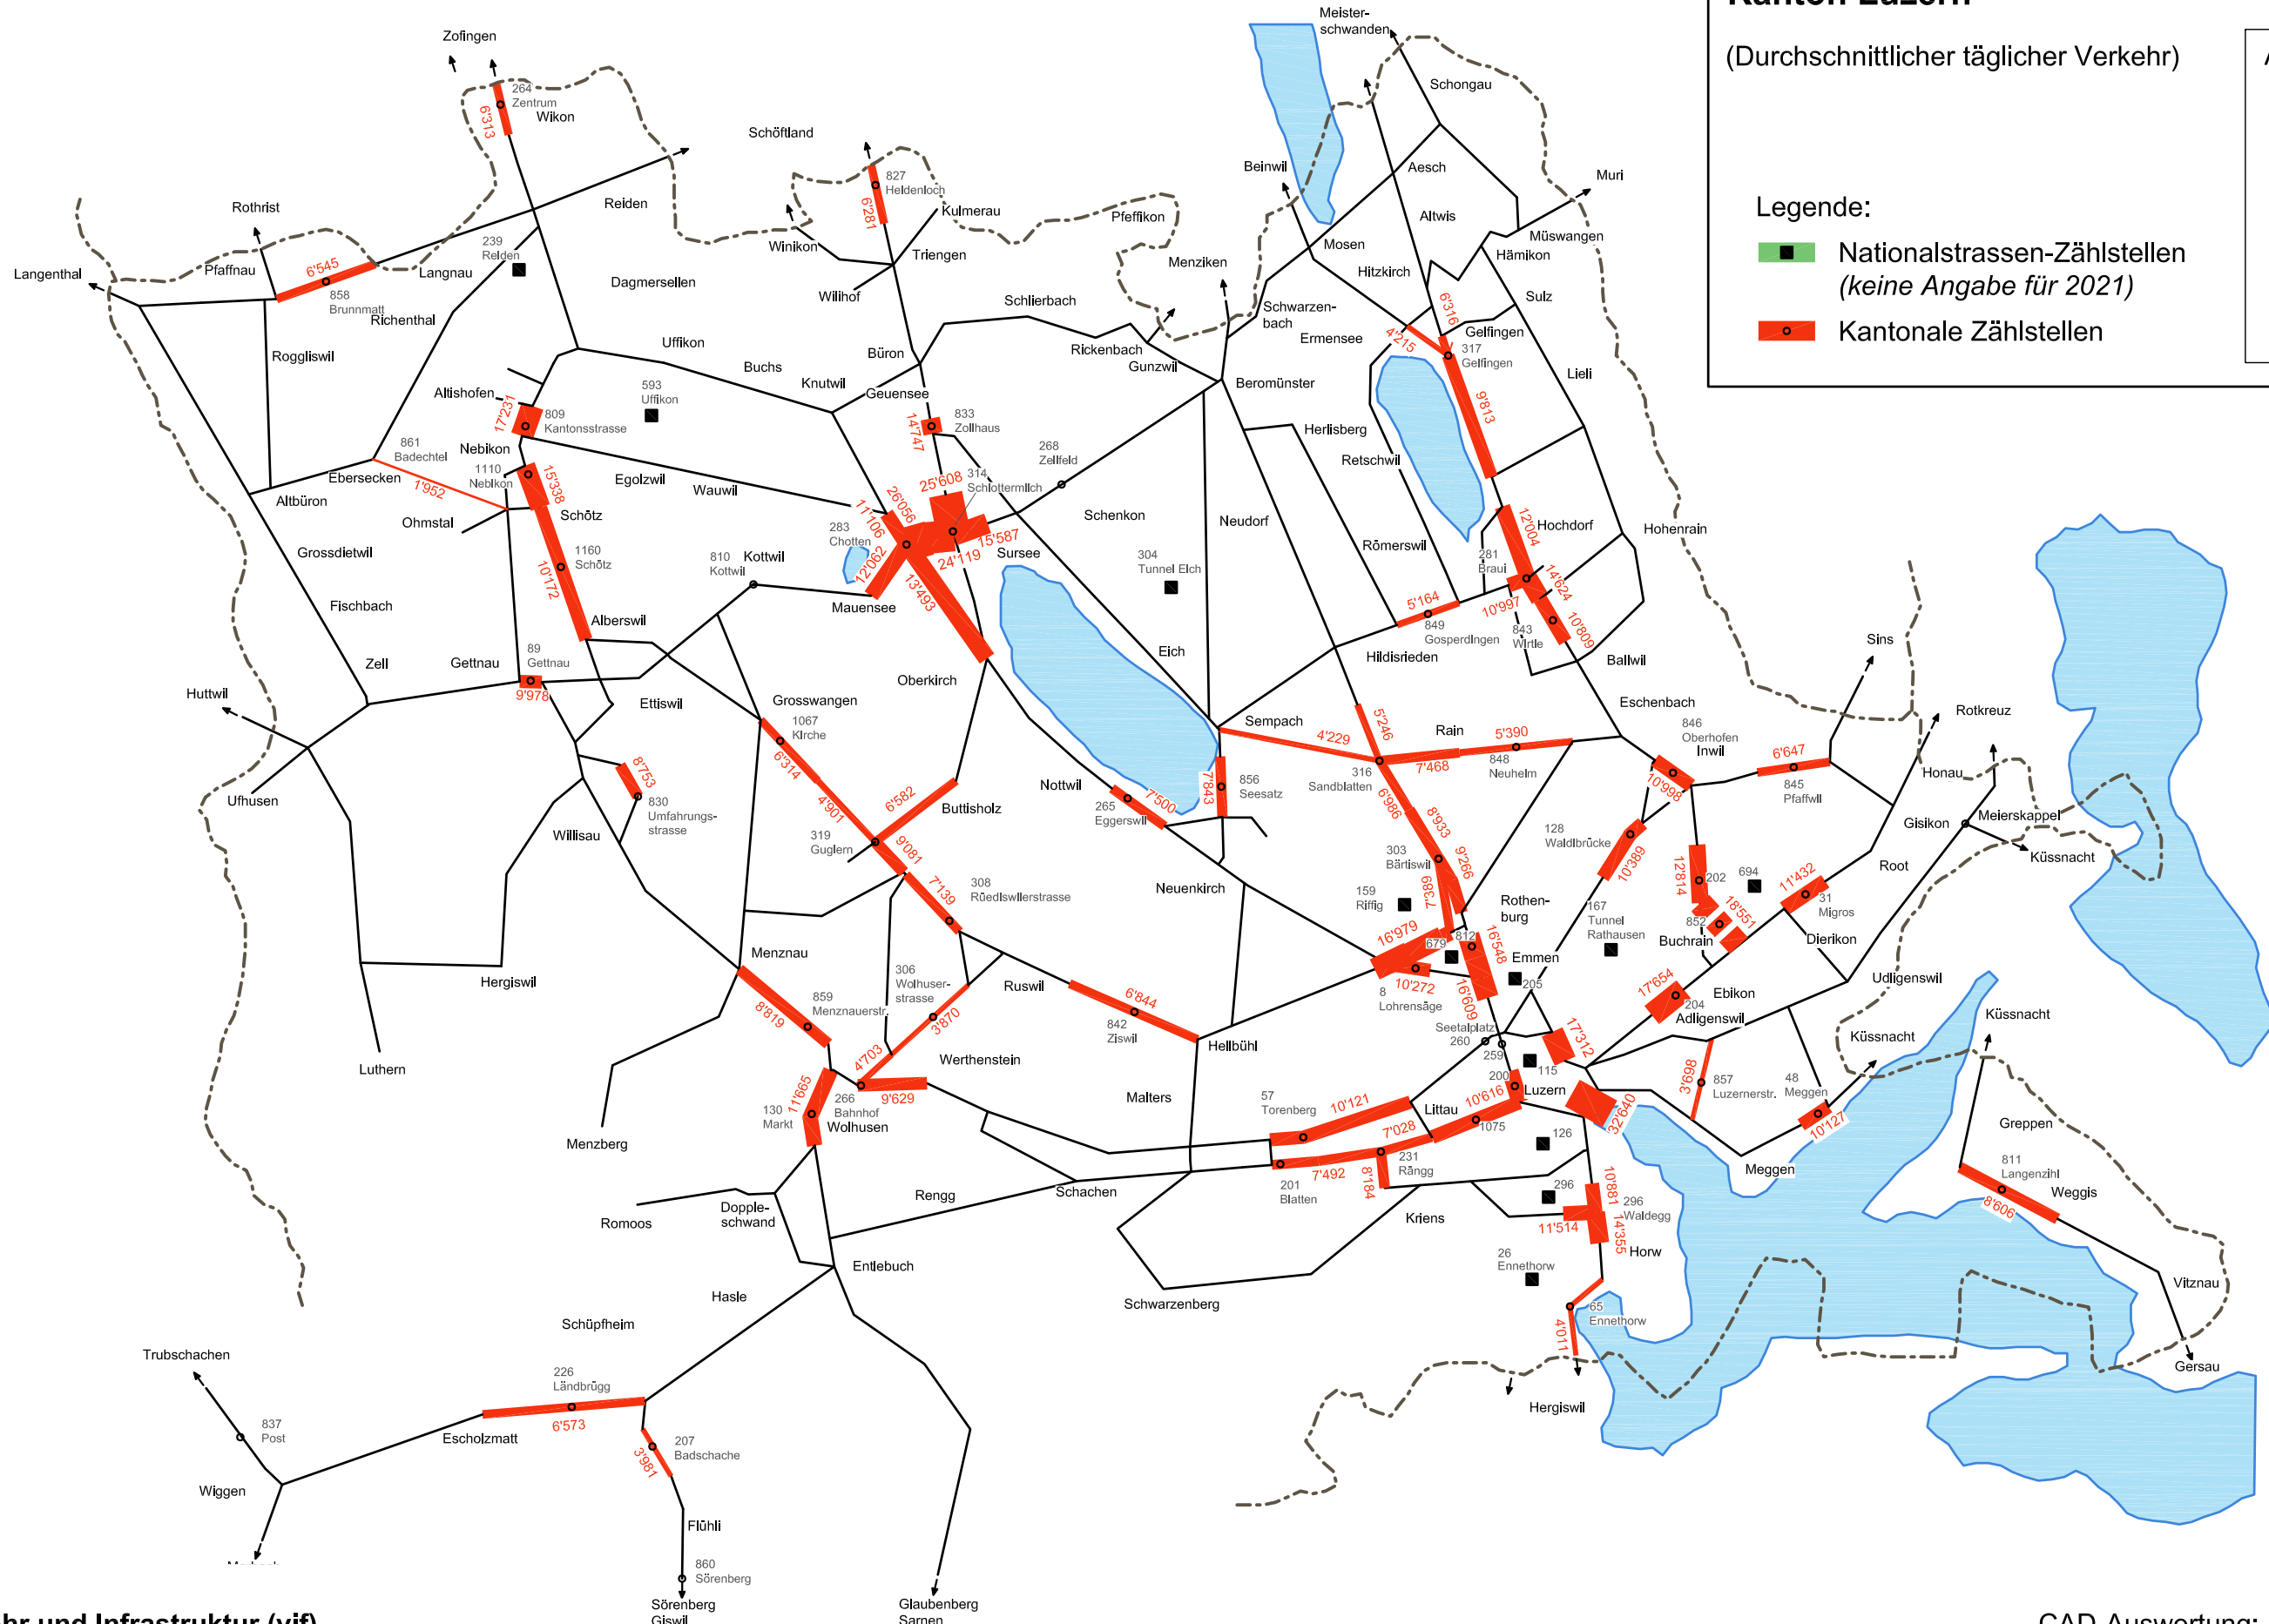 Kanton Luzern
(Durchschnittlicher täglicher Verkehr)
Legende:
Nationalstrassen-Zählstellen
(keine Angabe für 2021)
Kantonale Zählstellen
Meister-
schwanden
Zofingen
264
Zentrum
Wikon
6'313
Schöftland
Schongau
827
Heldenloch
6'281
Beinwil
Aesch
Muri
Rothrist
Reiden
Kulmerau
Pfeffikon
Altwis
Winikon
Triengen
Mosen
Müswangen
Hämikon
239
Reiden
Langenthal
Pfaffnau
6'545
Langnau
858
Brunnmatt
Richenthal
Dagmersellen
Wilihof
Schlierbach
Menziken
Hitzkirch
Schwarzen-
bach
Sulz
6'316
Gelfingen
4'215
Ermensee
317
Gelfingen
Roggliswil
Uffikon
Buchs
Büron
Rickenbach
Gunzwil
Knutwil
Geuensee
Beromünster
Lieli
9'813
Altishofen
17'231
809
Kantonsstrasse
593
Uffikon
14'747
833
Zollhaus
268
Zellfeld
Herlisberg
Retschwil
861
Badechtel
Nebikon
1110
Nebikon
15'338
Ebersecken
1'952
Egolzwil
Wauwil
25'608
314
Schlottermilch
26'056
11'106
Altbüron
Ohmstal
Schötz
283
Chotten
12'062
15'587
24'119
Sursee
Schenkon
Neudorf
12'004
Hochdorf
Hohenrain
Grossdietwil
1160
Schötz
10'172
810
Kottwil
Kottwil
13'493
304
Tunnel Eich
Römerswil
281
Braui
14'624
Fischbach
Mauensee
5'164
10'997
849
Gosperdingen
843
Wirtle
10'809
Alberswil
Zell
Gettnau
89
Gettnau
9'978
Eich
Hildisrieden
Ballwil
Sins
Huttwil
Ettiswil
Oberkirch
Grosswangen
1067
Kirche
6'314
Sempach
5'246
4'229
Rain
5'390
Eschenbach
846
Oberhofen
Inwil
6'647
Rotkreuz
7'468
848
Neuheim
316
Sandblatten
10'998
845
Pfaffwil
Honau
Ufhusen
8'753
830
Umfahrungs-
strasse
4'901
6'582
Buttisholz
Nottwil
265
Eggerswil
7'500
7'843
856
Seesatz
6'986
8'933
Willisau
319
Guglern
9'081
128
Waldibrücke
10'389
Gisikon
Meierskappel
Küssnacht
303
Bärtiswil
9'266
7'389
12'814
202
694
Root
7'139
308
Rüediswilerstrasse
Neuenkirch
159
Riffig
Rothen-
burg
167
Tunnel
Rathausen
11'432
31
Migros
18'551
852
Buchrain
Dierikon
16'979
679
812
16'548
Emmen
Menznau
Hergiswil
306
Wolhuser-
strasse
Ruswil
8
Lohrensäge
10'272
16'609
205
17'654
204
Ebikon
Udligenswil
8'819
859
Menznauerstr.
3'870
6'844
842
Ziswil
Hellbühl
Seetalplatz
260
259
17'312
Adligenswil
Küssnacht
Küssnacht
Luthern
4'703
Werthenstein
115
200
Luzern
3'698
857
Luzernerstr.
48
Meggen
10'127
11'665
130
Markt
266
Bahnhof
Wolhusen
9'629
Malters
57
Torenberg
10'121
Littau
10'616
1075
32'640
Greppen
Menzberg
7'028
126
231
Rängg
7'492
201
Blatten
8'184
Meggen
811
Langenzihl
Weggis
8'606
Rengg
Schachen
296
10'881
296
Waldegg
Kriens
11'514
14'355
Horw
Romoos
Dopple-
schwand
26
Ennethorw
Entlebuch
Hasle
Schwarzenberg
65
Ennethorw
4'011
Vitznau
Gersau
Schüpfheim
Trubschachen
226
Ländbrügg
6'573
Hergiswil
837
Post
Escholzmatt
207
Badschache
3'981
Wiggen
Flühli
860
Sörenberg
Sörenberg
Giswil
Glaubenberg
Sarnen
hr und Infrastruktur (vif)
CAD-Auswertung: